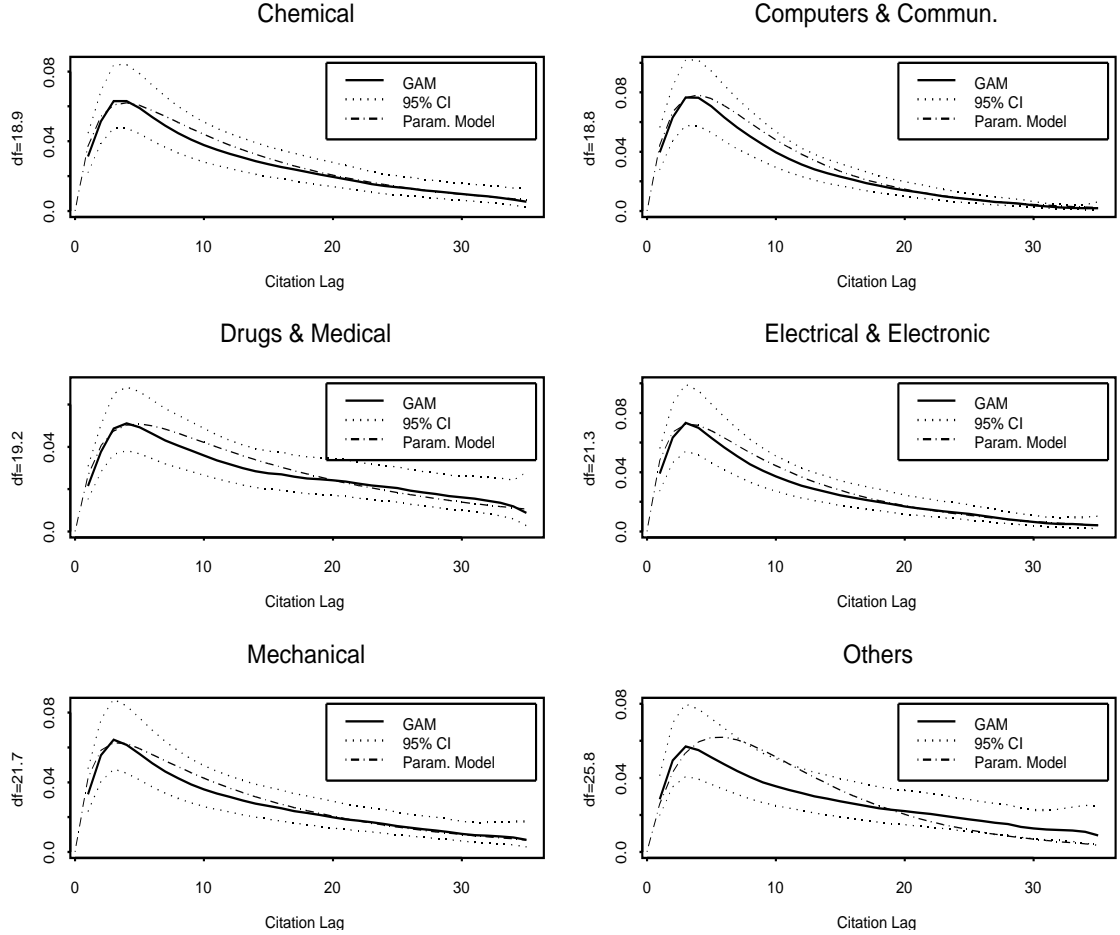 Chemical
df=18.9
0.0
0.04
0.08
GAM
95% CI
Param. Model
0 10 20 30
Citation Lag
Computers & Commun.
df=18.8
0.0
0.04
0.08
GAM
95% CI
Param. Model
0 10 20 30
Citation Lag
Drugs & Medical
df=19.2
0.0
0.04
GAM
95% CI
Param. Model
0 10 20 30
Citation Lag
Electrical & Electronic
df=21.3
0.0
0.04
0.08
GAM
95% CI
Param. Model
0 10 20 30
Citation Lag
Mechanical
df=21.7
0.0
0.04
0.08
GAM
95% CI
Param. Model
0 10 20 30
Citation Lag
Others
df=25.8
0.0
0.04
0.08
GAM
95% CI
Param. Model
0 10 20 30
Citation Lag